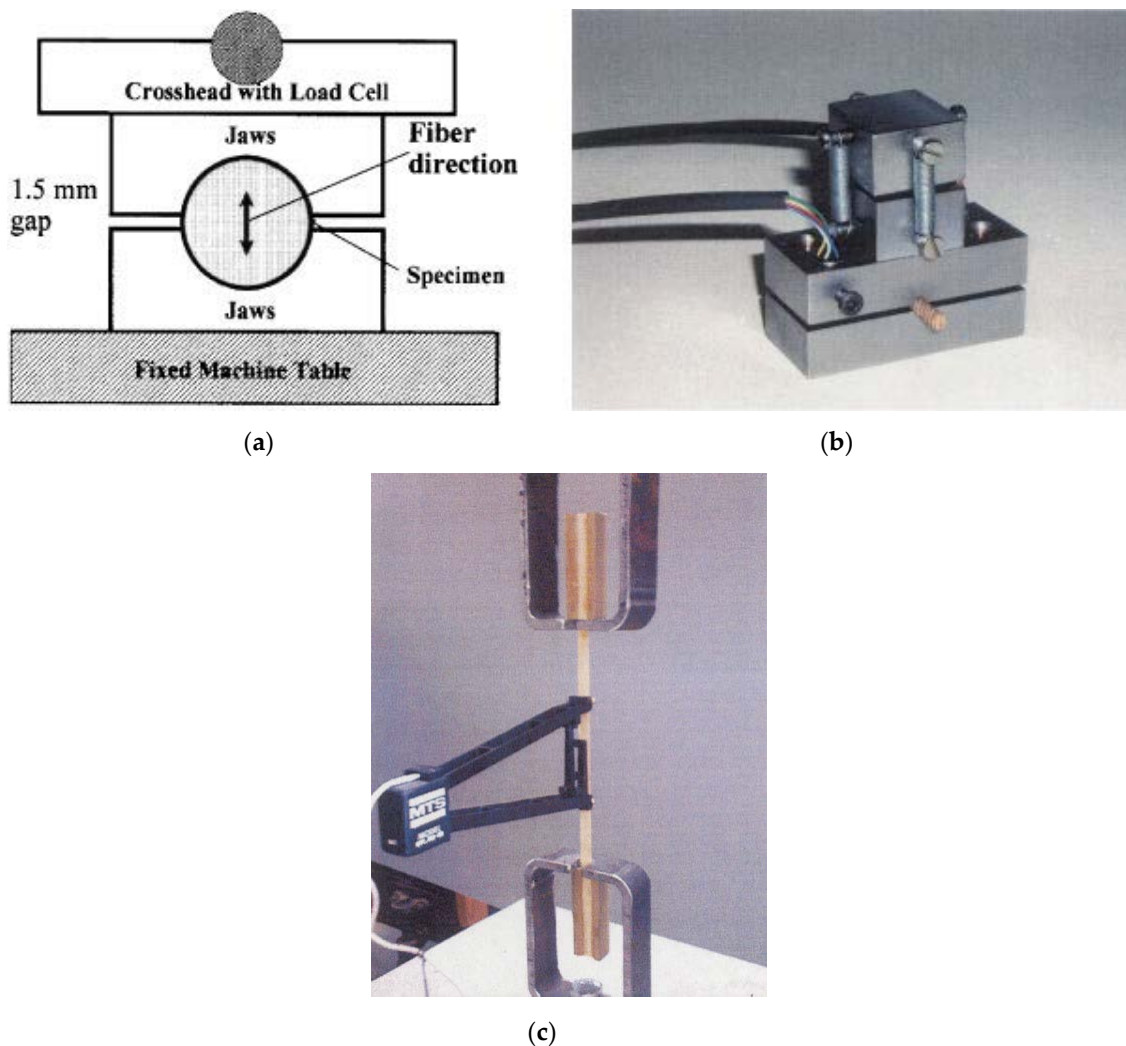 Crosshead with Load Cell
Jaws
Fiber
direction
1.5 mm
gap
Specimen
Jaws
Fixed Machine Table
(a)
(b)
MTS
(c)